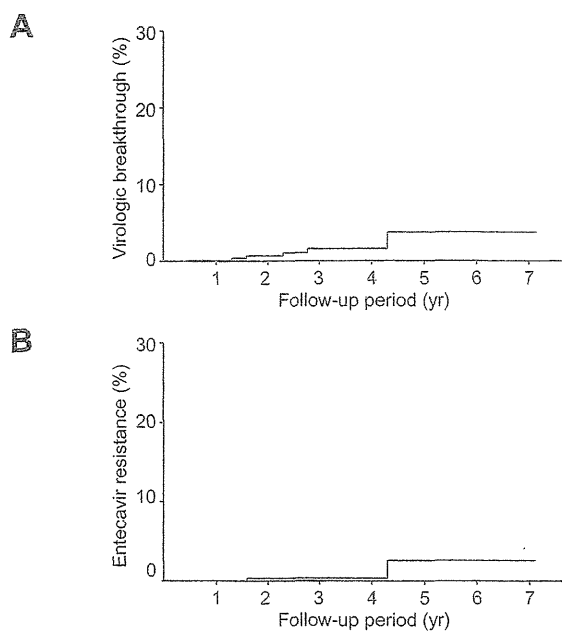 A
Virologic breakthrough (%)
30
20
10
0
1 2 3 4 5 6 7
Follow-up period (yr)
B
Entecavir resistance (%)
30
20
10
0
1 2 3 4 5 6 7
Follow-up period (yr)